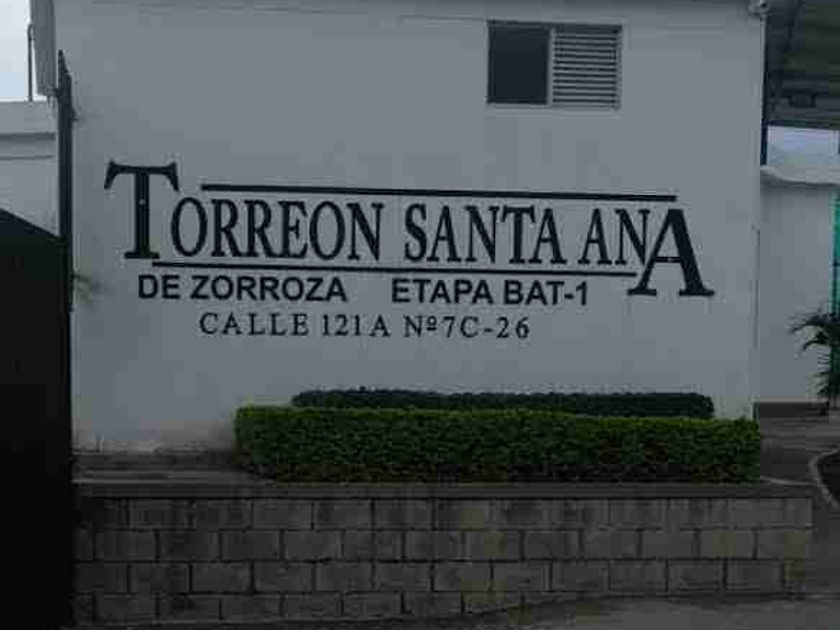 TORREON SANTA ANA
DE ZORROZA ETAPA BAT-1
CALLE 121A Nº7C-26